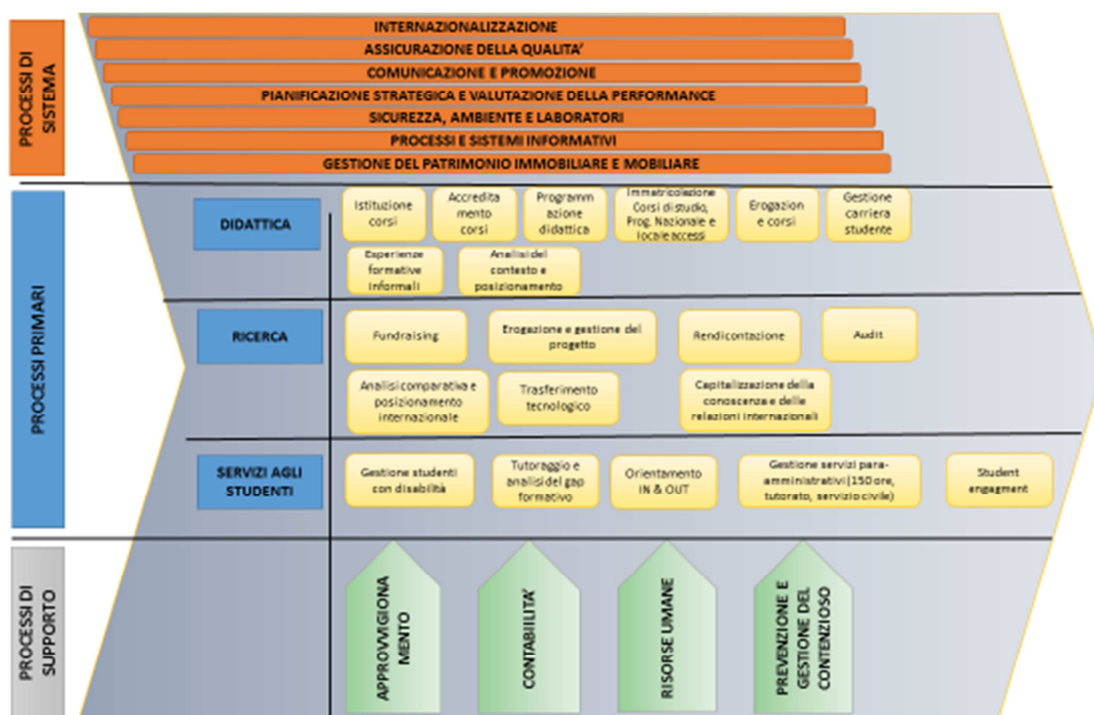 PROCESSI DI
SISTEMA
INTERNAZIONALIZZAZIONE
ASSICURAZIONE DELLA QUALITA’
COMUNICAZIONE E PROMOZIONE
PIANIFICAZIONE STRATEGICA E VALUTAZIONE DELLA PERFORMANCE
SICUREZZA, AMBIENTE E LABORATORI
PROCESSI E SISTEMI INFORMATIVI
GESTIONE DEL PATRIMONIO IMMOBILIARE E MOBILIARE
PROCESSI PRIMARI
DIDATTICA
Istituzione
corsi
Accredita
mento
corsi
Programm
azione
didattica
Immatricolazione
Corsi di studio,
Prog. Nazionale e
locale accessi
Erogazion
e corsi
Gestione
carriera
studente
Esperienze
formative
informali
Analisi del
contesto e
posizionamento
RICERCA
Fundraising
Erogazione e gestione del
progetto
Rendicontazione
Audit
Analisi comparativa e
posizionamento
internazionale
Trasferimento
tecnologico
Capitalizzazione della
conoscenza e delle
relazioni internazionali
SERVIZI AGLI
STUDENTI
Gestione studenti
con disabilità
Tutoraggio e
analisi del gap
formativo
Orientamento
IN & OUT
Gestione servizi para-
amministrativi (150 ore,
tutorato, servizio civile)
Student
engagment
PROCESSI DI
SUPPORTO
APPROVVIGIONA
MENTO
CONTABILITA’
RISORSE UMANE
PREVENZIONE E
GESTIONE DEL
CONTENZIOSO